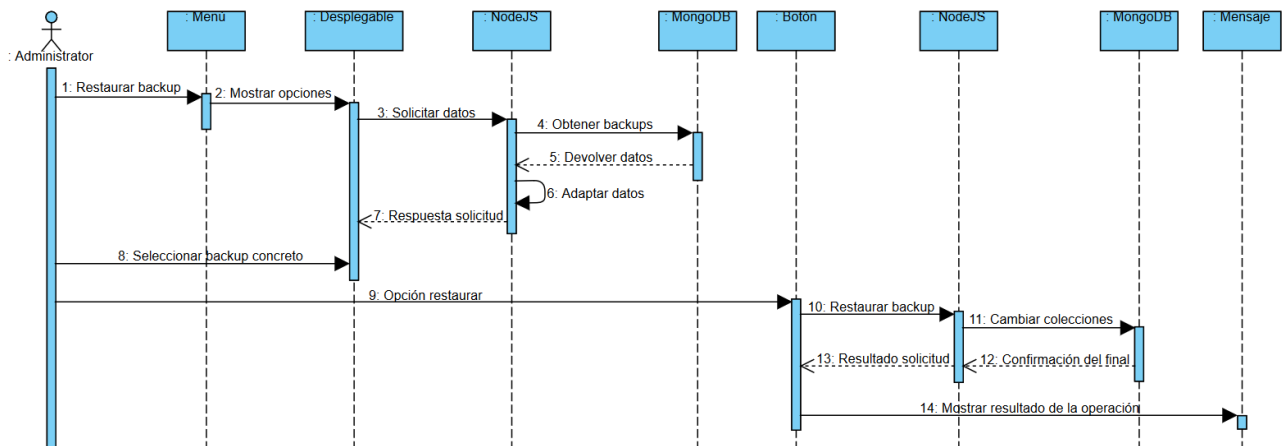 : Administrator
: Menú
: Desplegable
: NodeJS
: MongoDB
: Botón
: NodeJS
: MongoDB
: Mensaje
1: Restaurar backup
2: Mostrar opciones
3: Solicitar datos
4: Obtener backups
5: Devolver datos
6: Adaptar datos
7: Respuesta solicitud
8: Seleccionar backup concreto
9: Opción restaurar
10: Restaurar backup
11: Cambiar colecciones
12: Confirmación del final
13: Resultado solicitud
14: Mostrar resultado de la operación